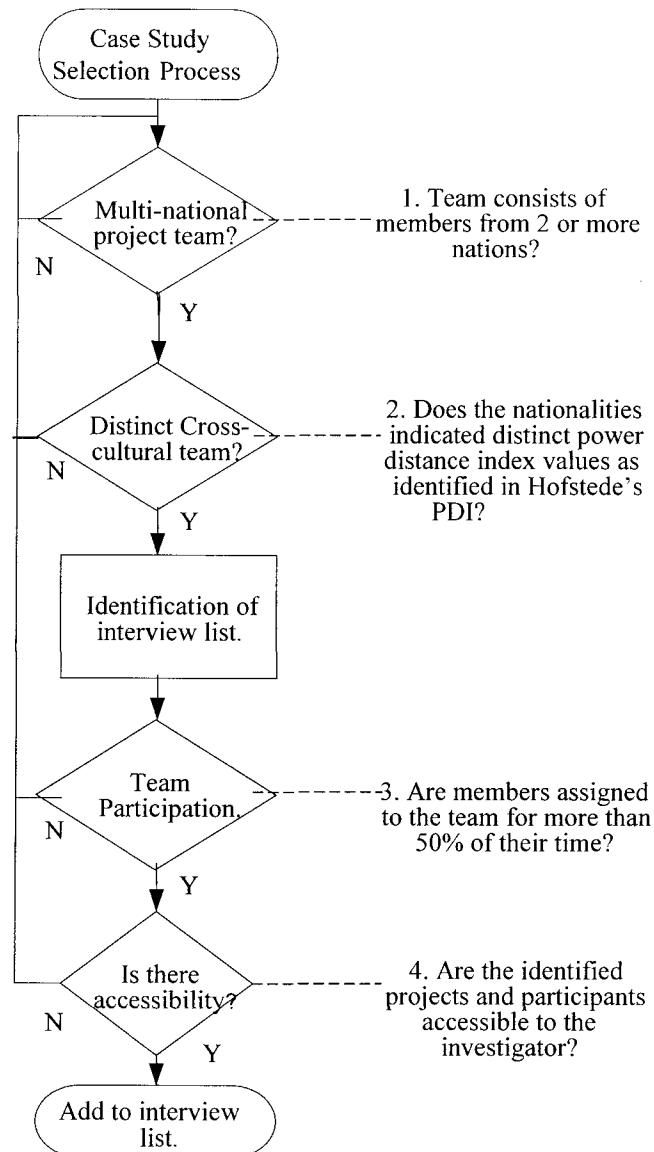 Case Study
Selection Process
Multi-national
project team?
1. Team consists of
members from 2 or more
nations?
N
Y
Distinct Cross-
cultural team?
2. Does the nationalities
indicated distinct power
distance index values as
identified in Hofstede's
PDI?
N
Y
Identification of
interview list.
Team
Participation.
3. Are members assigned
to the team for more than
50% of their time?
N
Y
Is there
accessibility?
4. Are the identified
projects and participants
accessible to the
investigator?
N
Y
Add to interview
list.